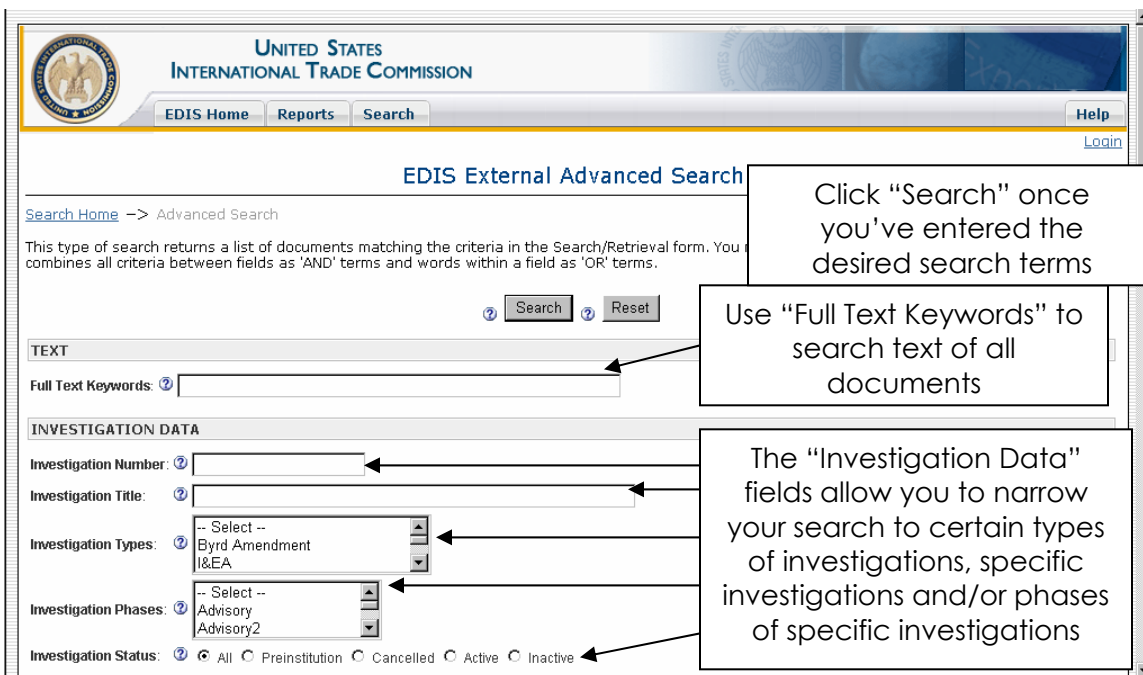 UNITED STATES
INTERNATIONAL TRADE COMMISSION
EDIS Home Reports Search Help
Login
EDIS External Advanced Search
Search Home -> Advanced Search
This type of search returns a list of documents matching the criteria in the Search/Retrieval form. You
combines all criteria between fields as 'AND' terms and words within a field as 'OR' terms.
Click “Search” once
you’ve entered the
desired search terms
Search Reset
Use “Full Text Keywords” to
search text of all
documents
TEXT
Full Text Keywords:
INVESTIGATION DATA
Investigation Number:
Investigation Title:
Investigation Types:
-- Select --
Byrd Amendment
I&EA
Investigation Phases:
-- Select --
Advisory
Advisory2
Investigation Status: All Preinstitution Cancelled Active Inactive
The “Investigation Data”
fields allow you to narrow
your search to certain types
of investigations, specific
investigations and/or phases
of specific investigations